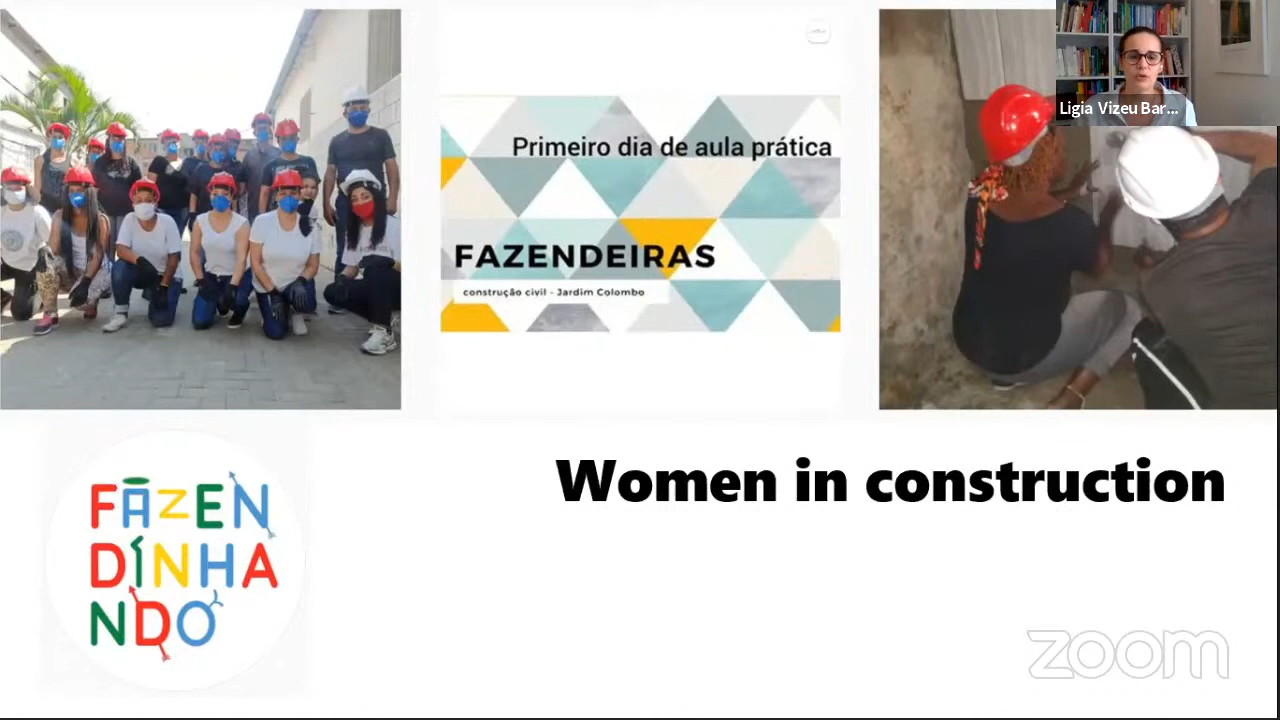 Ligia Vizeu Bar...
Primeiro dia de aula prática
FAZENDEIRAS
construção civil - Jardim Colombo
Women in construction
FAZEN
DINHA
NDO
zoom